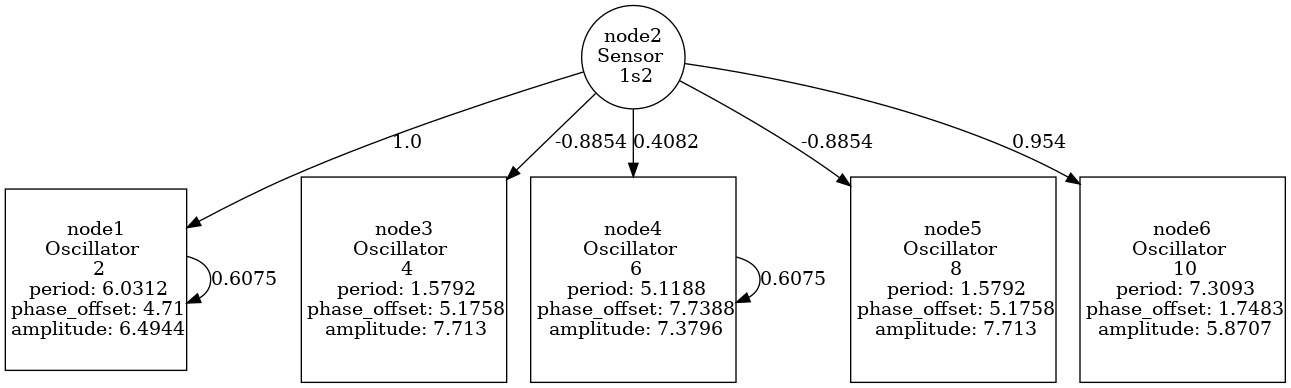 node2
Sensor
1s2
1.0
-0.8854
0.4082
-0.8854
0.954
node1
Oscillator
2
period: 6.0312
phase_offset: 4.71
amplitude: 6.4944
0.6075
node3
Oscillator
4
period: 1.5792
phase_offset: 5.1758
amplitude: 7.713
node4
Oscillator
6
period: 5.1188
phase_offset: 7.7388
amplitude: 7.3796
0.6075
node5
Oscillator
8
period: 1.5792
phase_offset: 5.1758
amplitude: 7.713
node6
Oscillator
10
period: 7.3093
phase_offset: 1.7483
amplitude: 5.8707